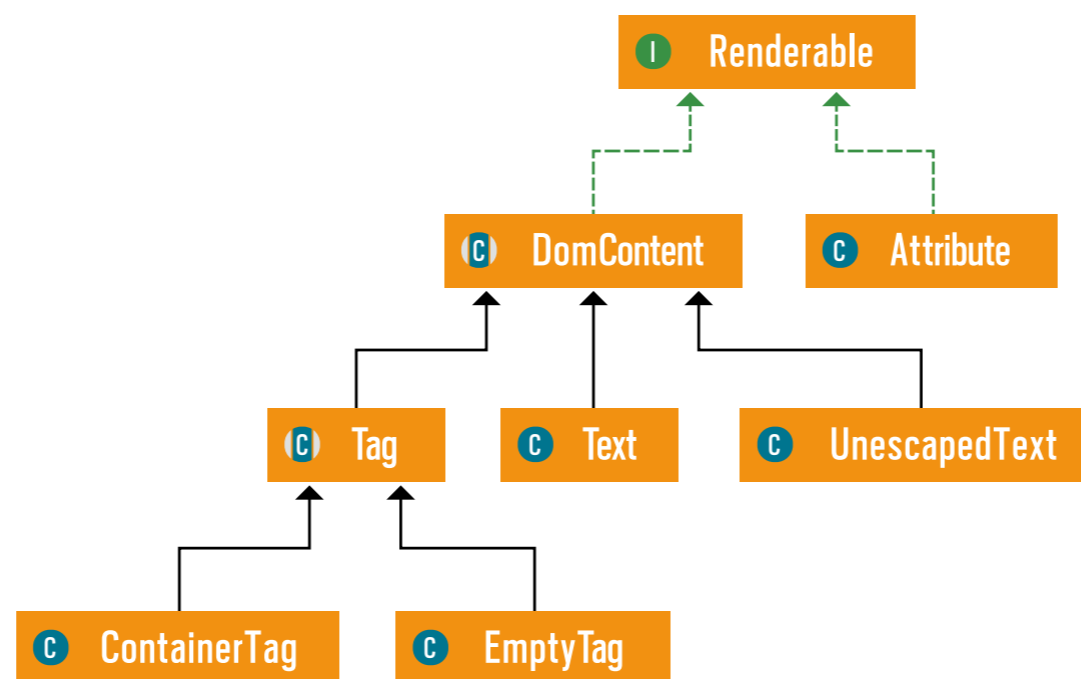 I Renderable
C DomContent
C Attribute
C Tag
C Text
C UnescapedText
C ContainerTag
C EmptyTag